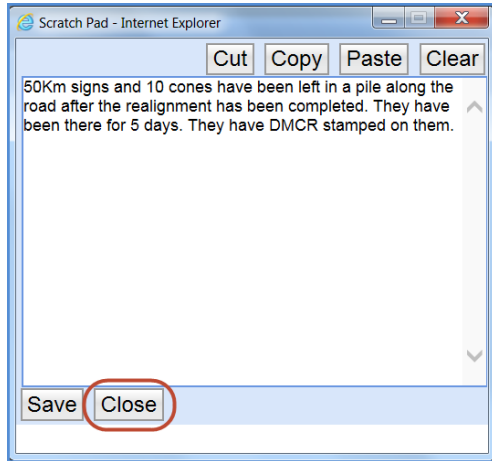 Scratch Pad - Internet Explorer
Cut Copy Paste Clear
50Km signs and 10 cones have been left in a pile along the
road after the realignment has been completed. They have
been there for 5 days. They have DMCR stamped on them.
Save Close